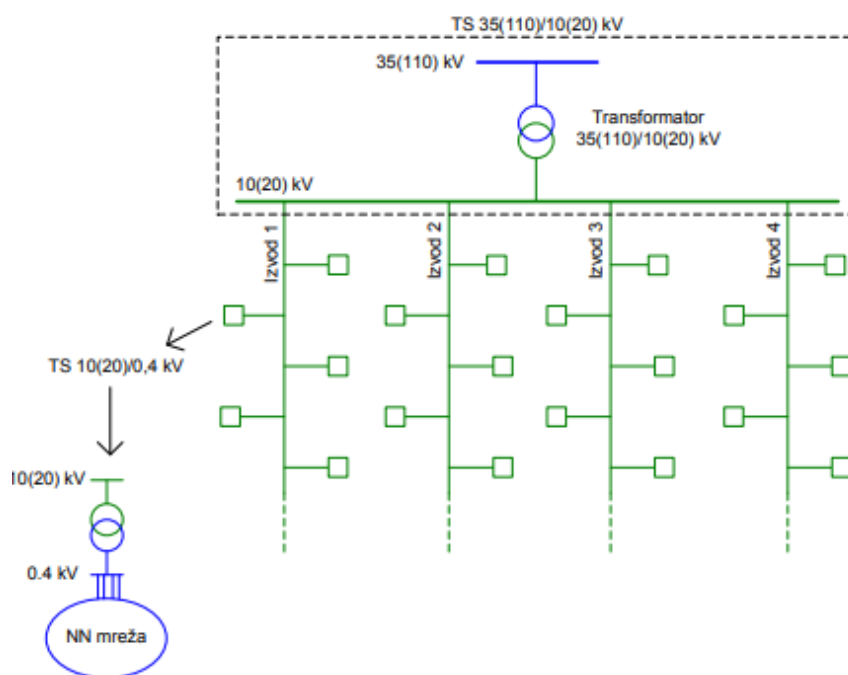 TS 35(110)/10(20) kV
35(110) kV
Transformator
35(110)/10(20) kV
10(20) kV
Izvod 1
Izvod 2
Izvod 3
Izvod 4
TS 10(20)/0,4 kV
10(20) kV
0.4 kV
NN mreža